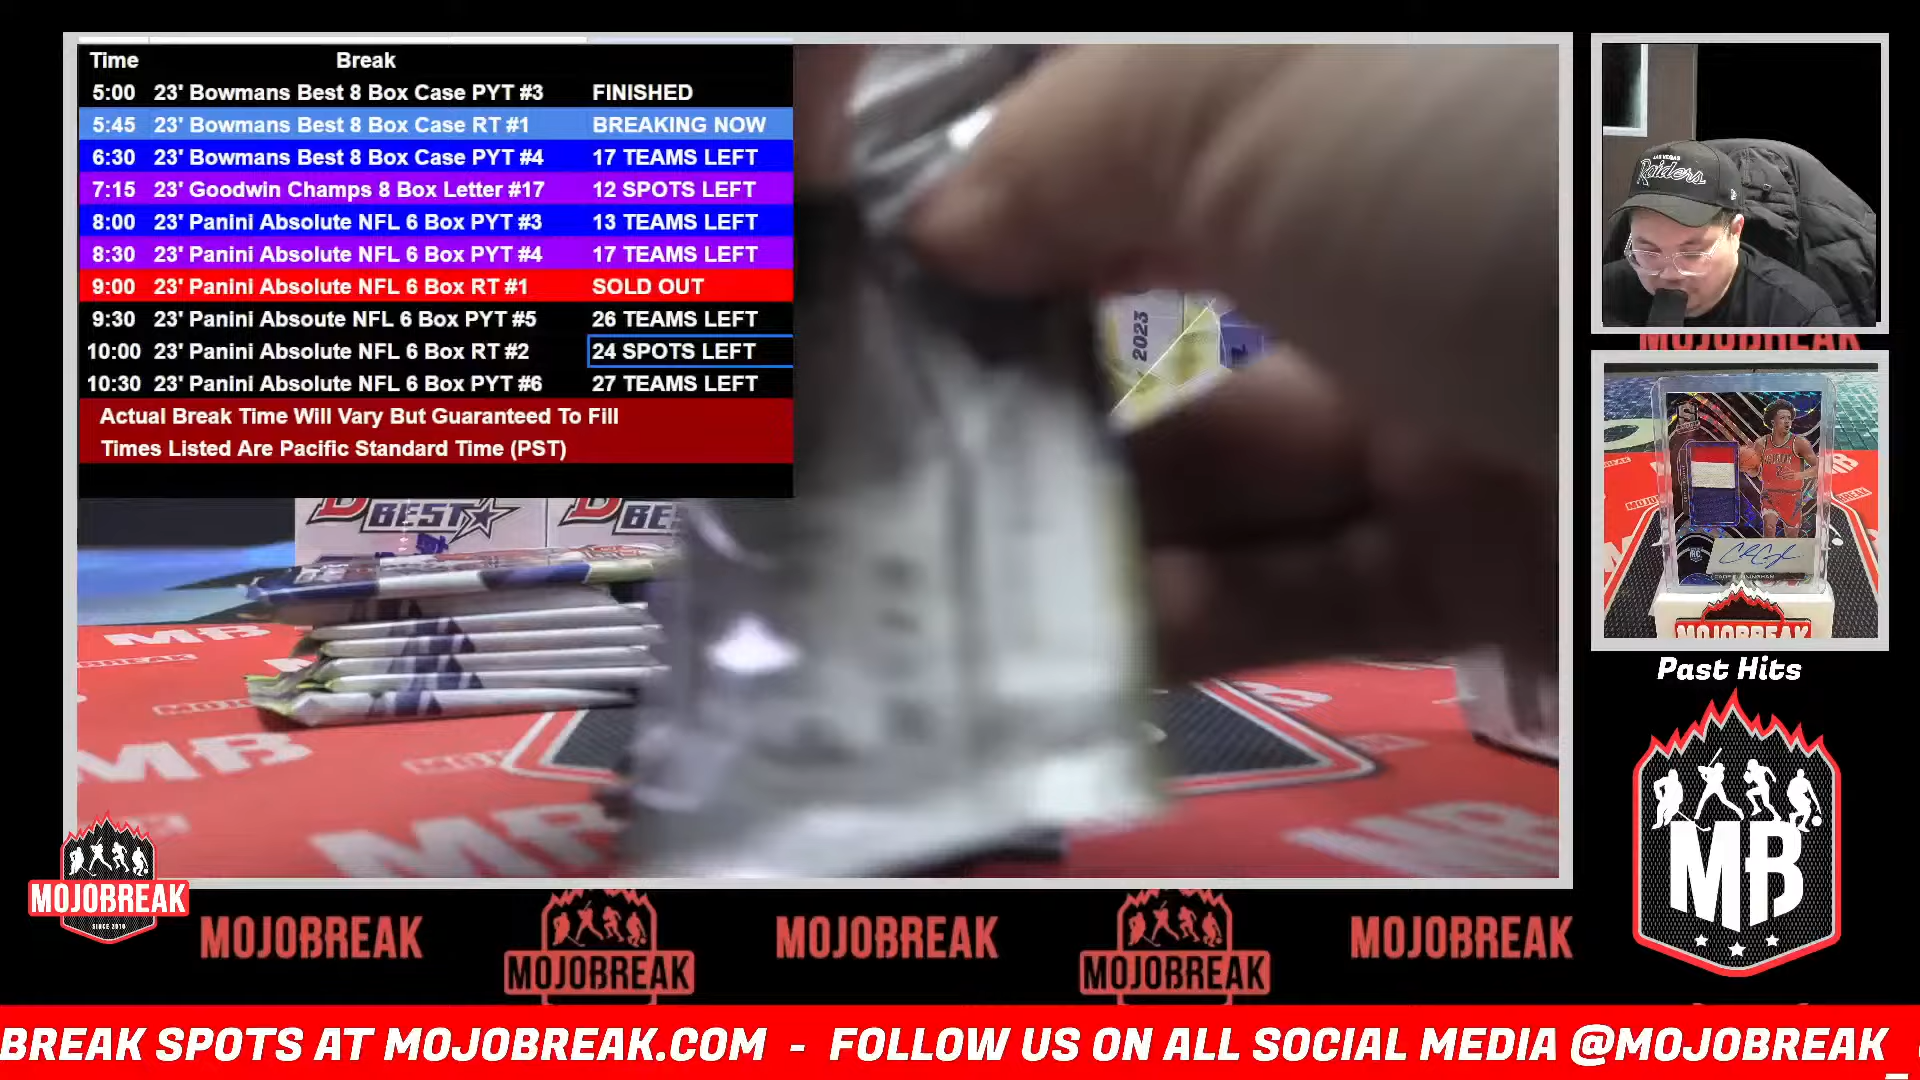 Time Break
5:00 23' Bowmans Best 8 Box Case PYT #3 FINISHED
5:45 23' Bowmans Best 8 Box Case RT #1 BREAKING NOW
6:30 23' Bowmans Best 8 Box Case PYT #4 17 TEAMS LEFT
7:15 23' Goodwin Champs 8 Box Letter #17 12 SPOTS LEFT
8:00 23' Panini Absolute NFL 6 Box PYT #3 13 TEAMS LEFT
8:30 23' Panini Absolute NFL 6 Box PYT #4 17 TEAMS LEFT
9:00 23' Panini Absolute NFL 6 Box RT #1 SOLD OUT
9:30 23' Panini Absoute NFL 6 Box PYT #5 26 TEAMS LEFT
10:00 23' Panini Absolute NFL 6 Box RT #2 24 SPOTS LEFT
10:30 23' Panini Absolute NFL 6 Box PYT #6 27 TEAMS LEFT
Actual Break Time Will Vary But Guaranteed To Fill
Times Listed Are Pacific Standard Time (PST)
Raiders
2023
BEST
MB
MB
MB
MOJOBREAK
Past Hits
MB
MOJOBREAK
SINCE 2010
MOJOBREAK MOJOBREAK MOJOBREAK MOJOBREAK MOJOBREAK
BREAK SPOTS AT MOJOBREAK.COM - FOLLOW US ON ALL SOCIAL MEDIA @MOJOBREAK